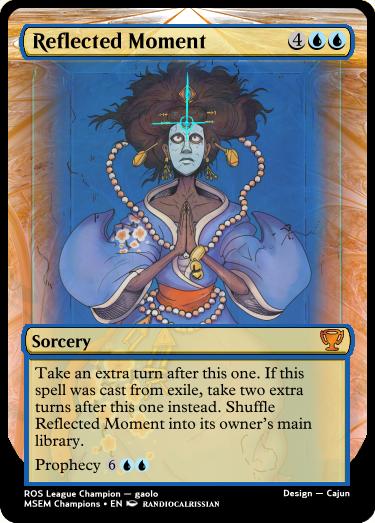 Reflected Moment 4
Sorcery
Take an extra turn after this one. If this
spell was cast from exile, take two extra
turns after this one instead. Shuffle
Reflected Moment into its owner's main
library.
Prophecy 6
ROS League Champion — gaolo Design — Cajun
MSEM Champions • EN RANDIOCALRISSIAN